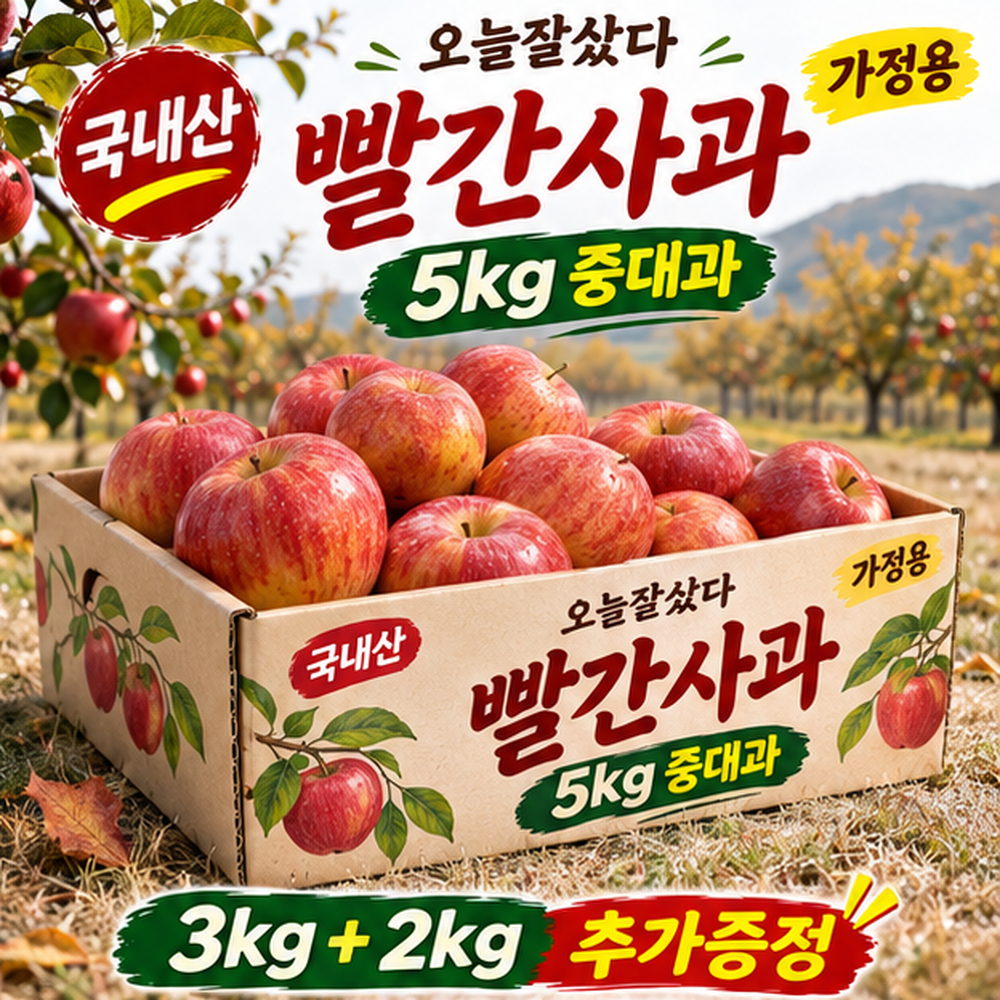 오늘잘샀다
가정용
국내산
빨간사과
5kg 중대과
가정용
오늘잘샀다
국내산
빨간사과
5kg 중대과
3kg + 2kg 추가증정